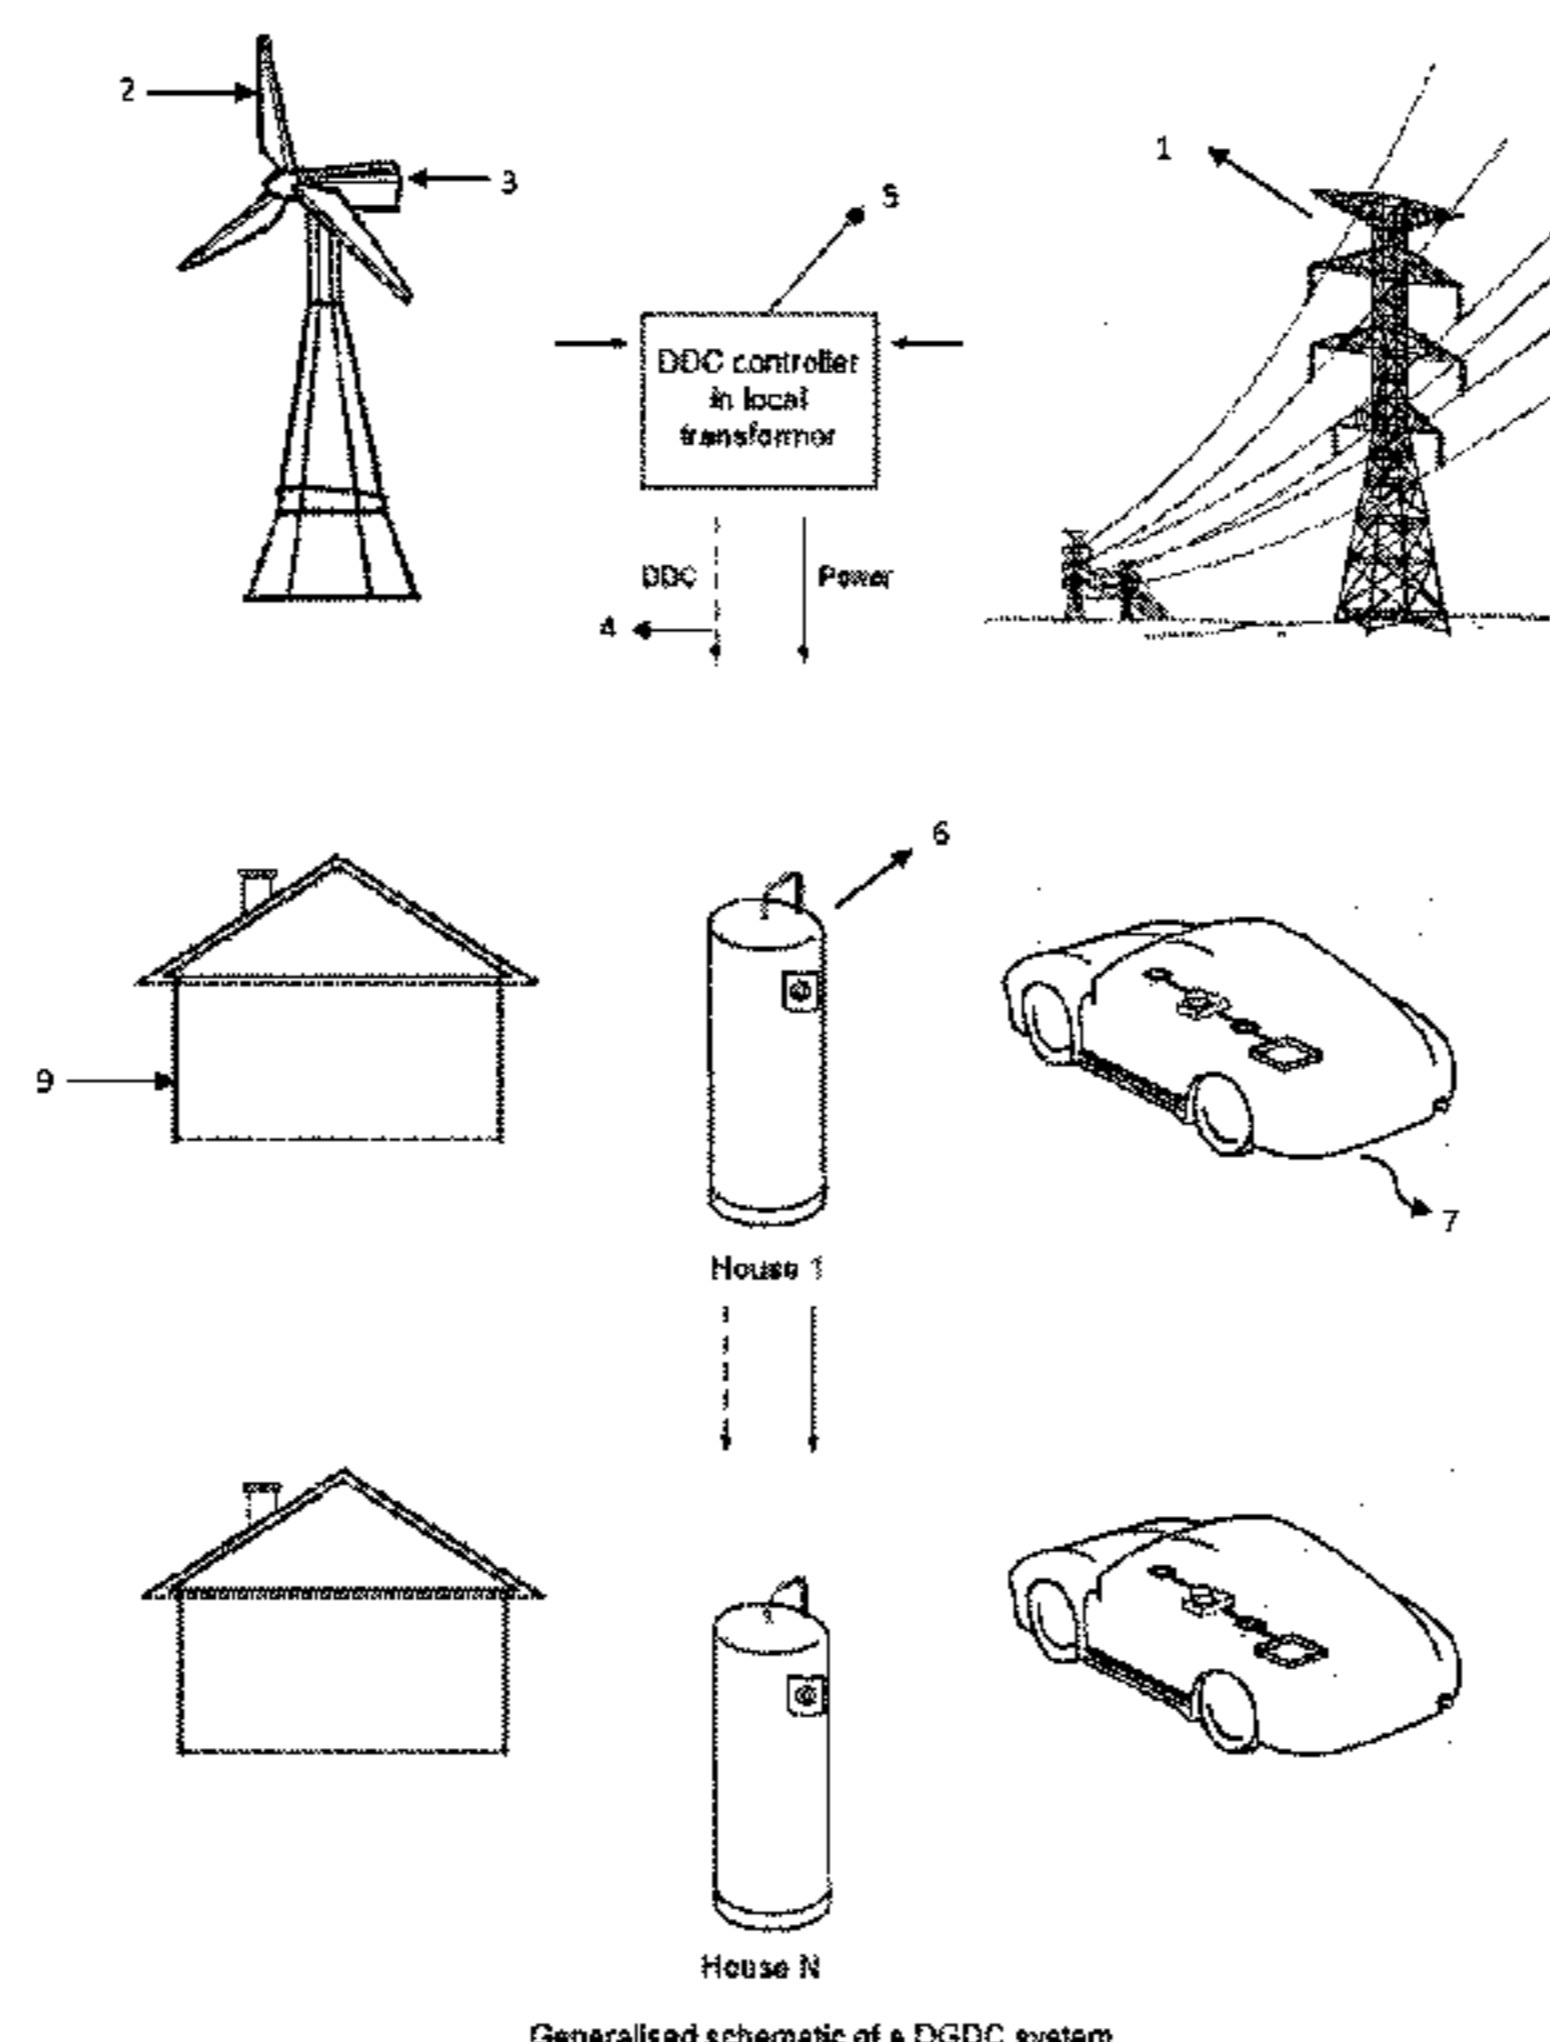 2
3
1
5
DDC controller
in local
transformer
DDC
Power
4
6
9
7
House 1
House N
Generalised schematic of a DGDC system